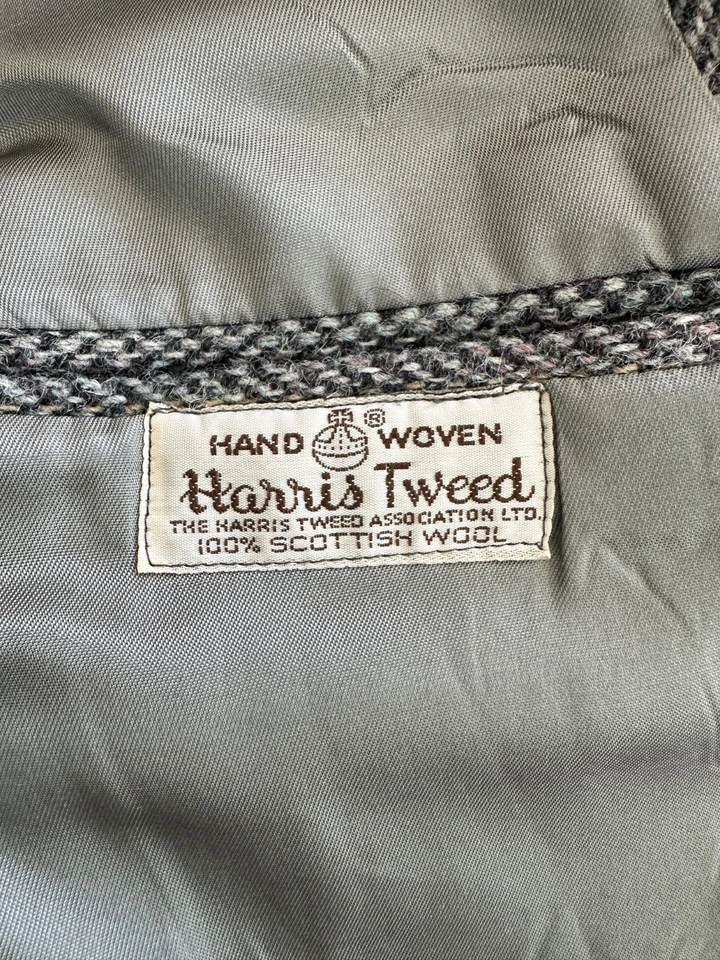 HAND ® WOVEN
Harris Tweed
THE HARRIS TWEED ASSOCIATION LTD.
100% SCOTTISH WOOL